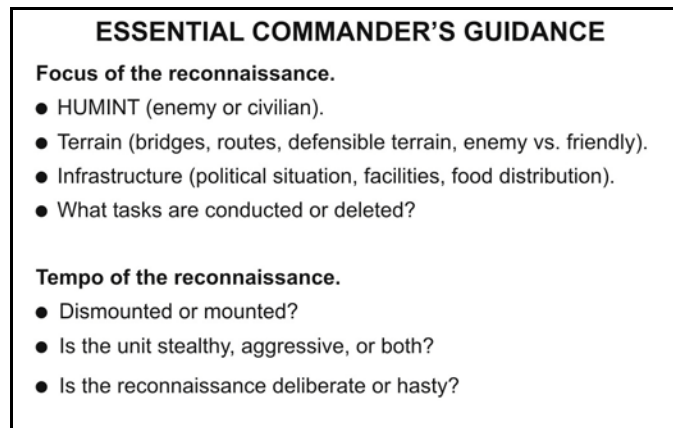 ESSENTIAL COMMANDER’S GUIDANCE
Focus of the reconnaissance.
● HUMINT (enemy or civilian).
● Terrain (bridges, routes, defensible terrain, enemy vs. friendly).
● Infrastructure (political situation, facilities, food distribution).
● What tasks are conducted or deleted?
Tempo of the reconnaissance.
● Dismounted or mounted?
● Is the unit stealthy, aggressive, or both?
● Is the reconnaissance deliberate or hasty?